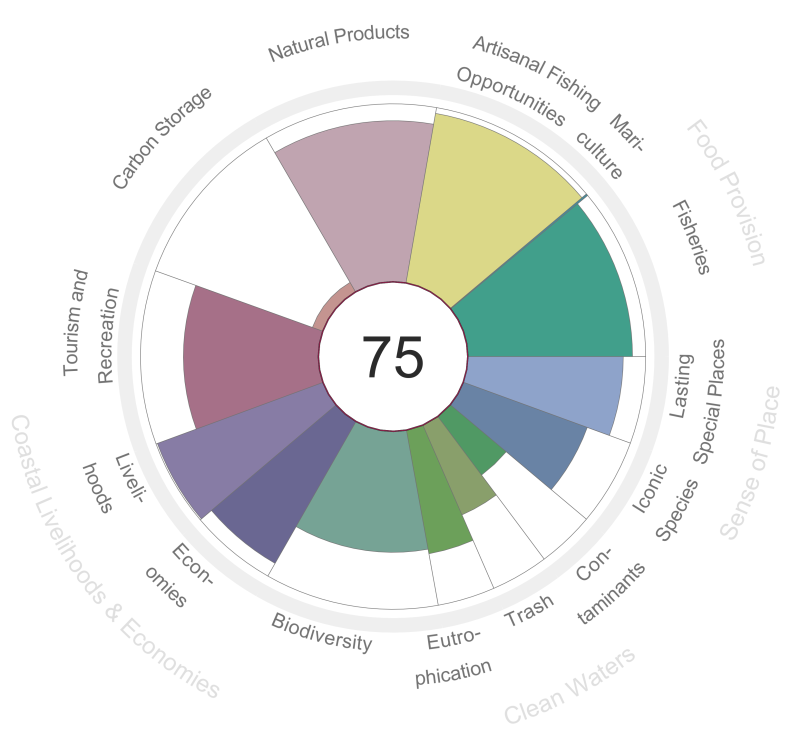 Natural Products
Artisanal Fishing
Opportunities
Mari-
culture
Food Provision
Fisheries
Carbon Storage
Tourism and
Recreation
75
Lasting
Special Places
Iconic
Species
Sense of Place
Liveli-
hoods
Coastal Livelihoods & Economies
Econ-
omies
Biodiversity
Eutro-
phication
Trash
Con-
taminants
Clean Waters